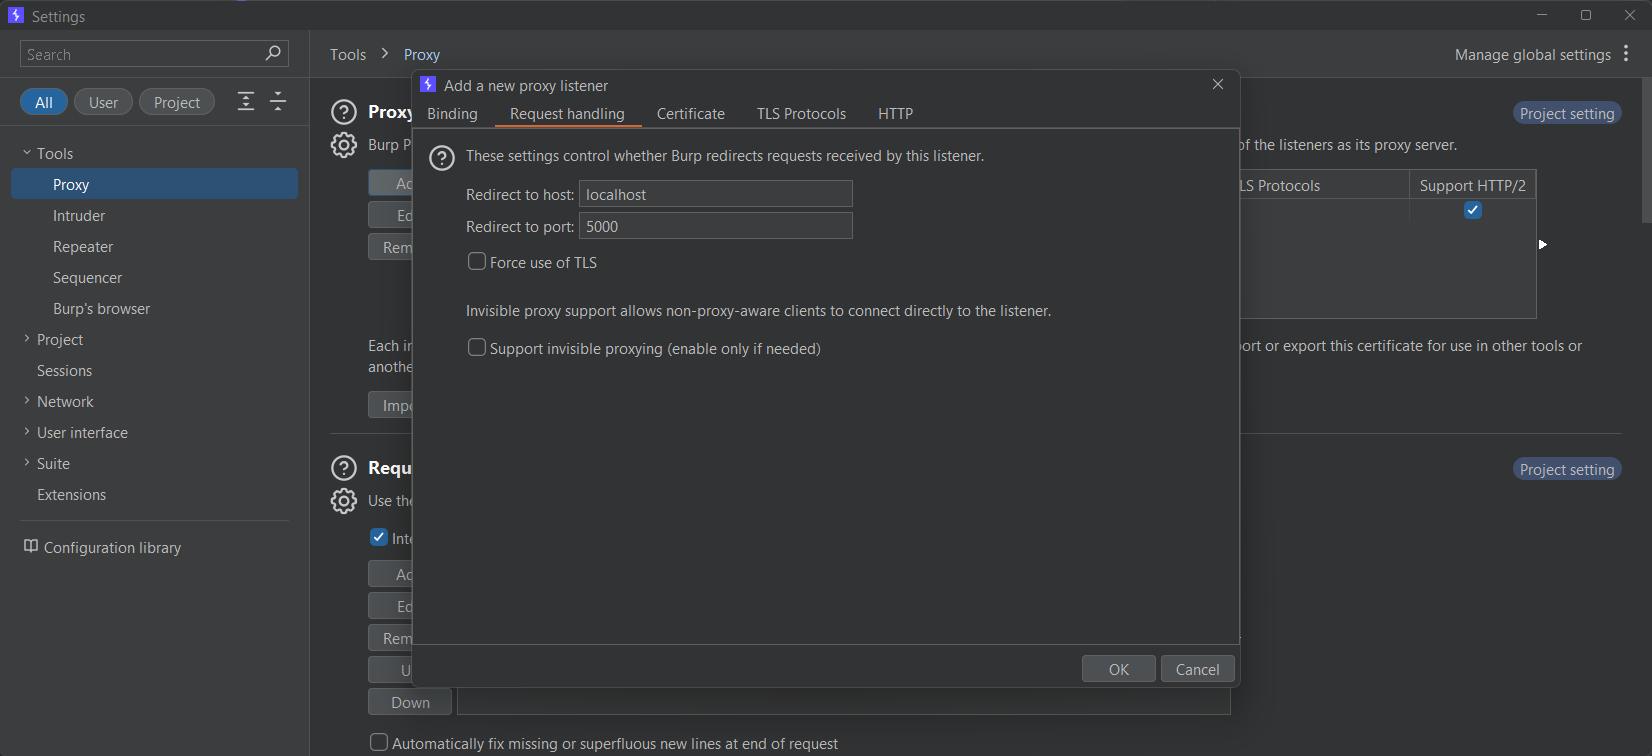 Settings
Search
All
User
Project
Tools
Proxy
Intruder
Repeater
Sequencer
Burp's browser
Project
Sessions
Network
User interface
Suite
Extensions
Configuration library
Tools > Proxy
Manage global settings
Proxy
Project setting
Burp P
of the listeners as its proxy server.
Ad
Ed
Rem
LS Protocols
Support HTTP/2
Each in
ort or export this certificate for use in other tools or
anothe
Impo
Requ
Project setting
Use the
Inte
Ad
Ed
Rem
U
Down
Automatically fix missing or superfluous new lines at end of request
Add a new proxy listener
Binding
Request handling
Certificate
TLS Protocols
HTTP
These settings control whether Burp redirects requests received by this listener.
Redirect to host: localhost
Redirect to port: 5000
Force use of TLS
Invisible proxy support allows non-proxy-aware clients to connect directly to the listener.
Support invisible proxying (enable only if needed)
OK
Cancel